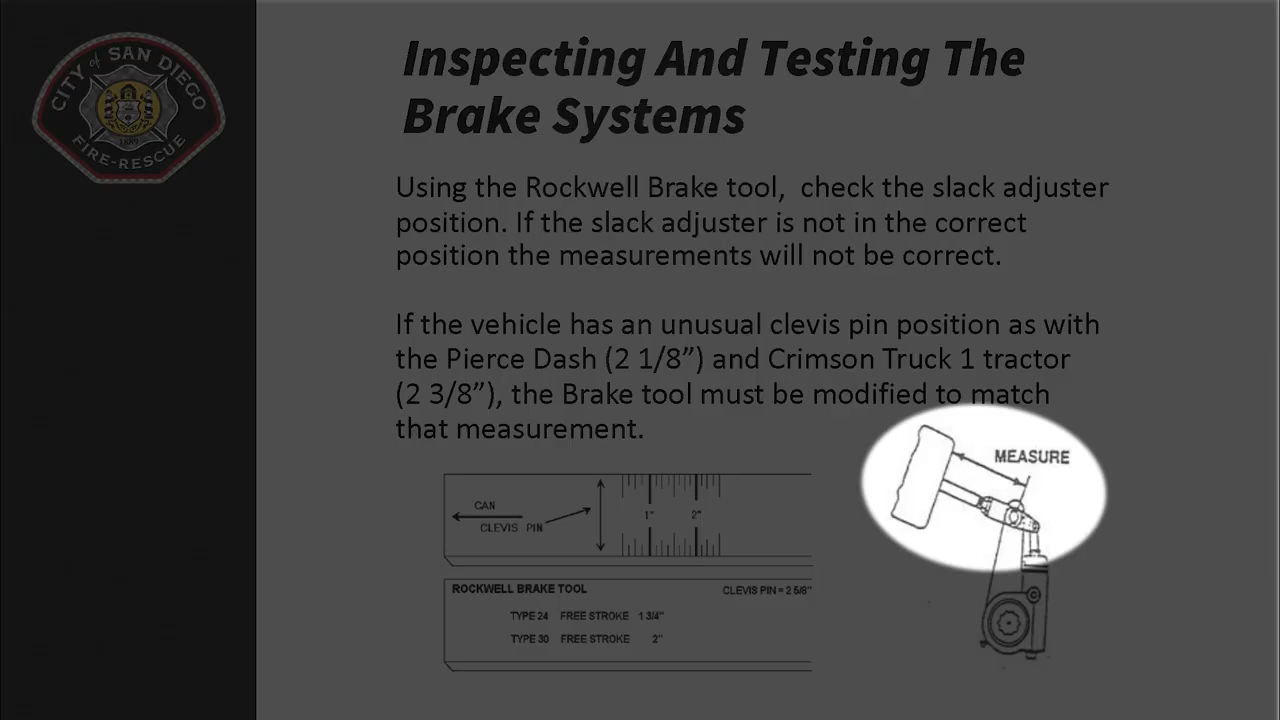 CITY of SAN DIEGO
1889
FIRE-RESCUE
Inspecting And Testing The
Brake Systems
Using the Rockwell Brake tool,  check the slack adjuster
position. If the slack adjuster is not in the correct
position the measurements will not be correct.
If the vehicle has an unusual clevis pin position as with
the Pierce Dash (2 1/8”) and Crimson Truck 1 tractor
(2 3/8”), the Brake tool must be modified to match
that measurement.
MEASURE
CAN
CLEVIS PIN
1" 2"
ROCKWELL BRAKE TOOL CLEVIS PIN = 2 5/8"
TYPE 24 FREE STROKE 1 3/4"
TYPE 30 FREE STROKE 2"